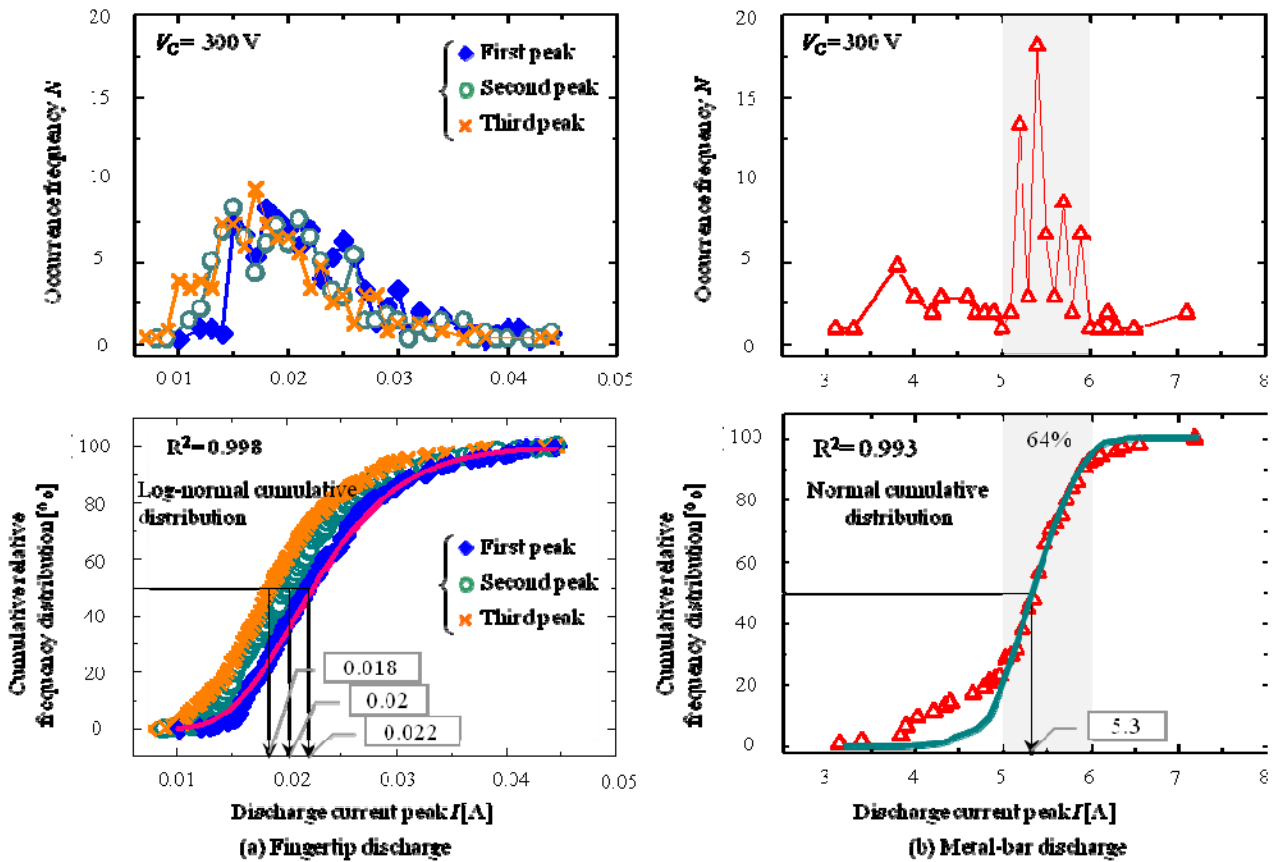 20
15
10
5
0
Occurrence frequency N
V_C = 300 V
First peak
Second peak
Third peak
0.01
0.02
0.03
0.04
0.05
20
15
10
5
0
Occurrence frequency N
V_C = 300 V
3
4
5
6
7
8
100
80
60
40
20
0
Cumulative relative
frequency distribution[%]
R²= 0.998
Log-normal cumulative
distribution
First peak
Second peak
Third peak
0.018
0.02
0.022
0.01
0.02
0.03
0.04
0.05
Discharge current peak I [A]
(a) Fingertip discharge
100
80
60
40
20
0
Cumulative relative
frequency distribution[%]
R²= 0.993
64%
Normal cumulative
distribution
5.3
3
4
5
6
7
8
Discharge current peak I [A]
(b) Metal-bar discharge